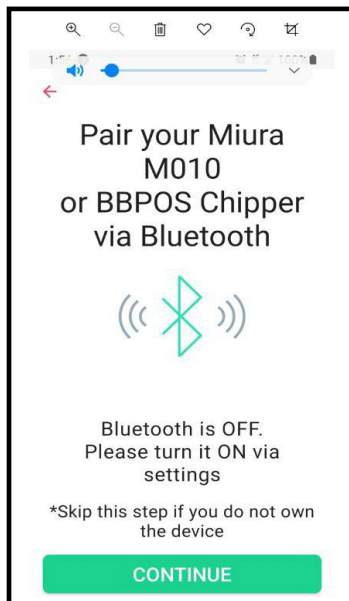 Pair your Miura
M010
or BBPOS Chipper
via Bluetooth
Bluetooth is OFF.
Please turn it ON via
settings
*Skip this step if you do not own
the device
CONTINUE